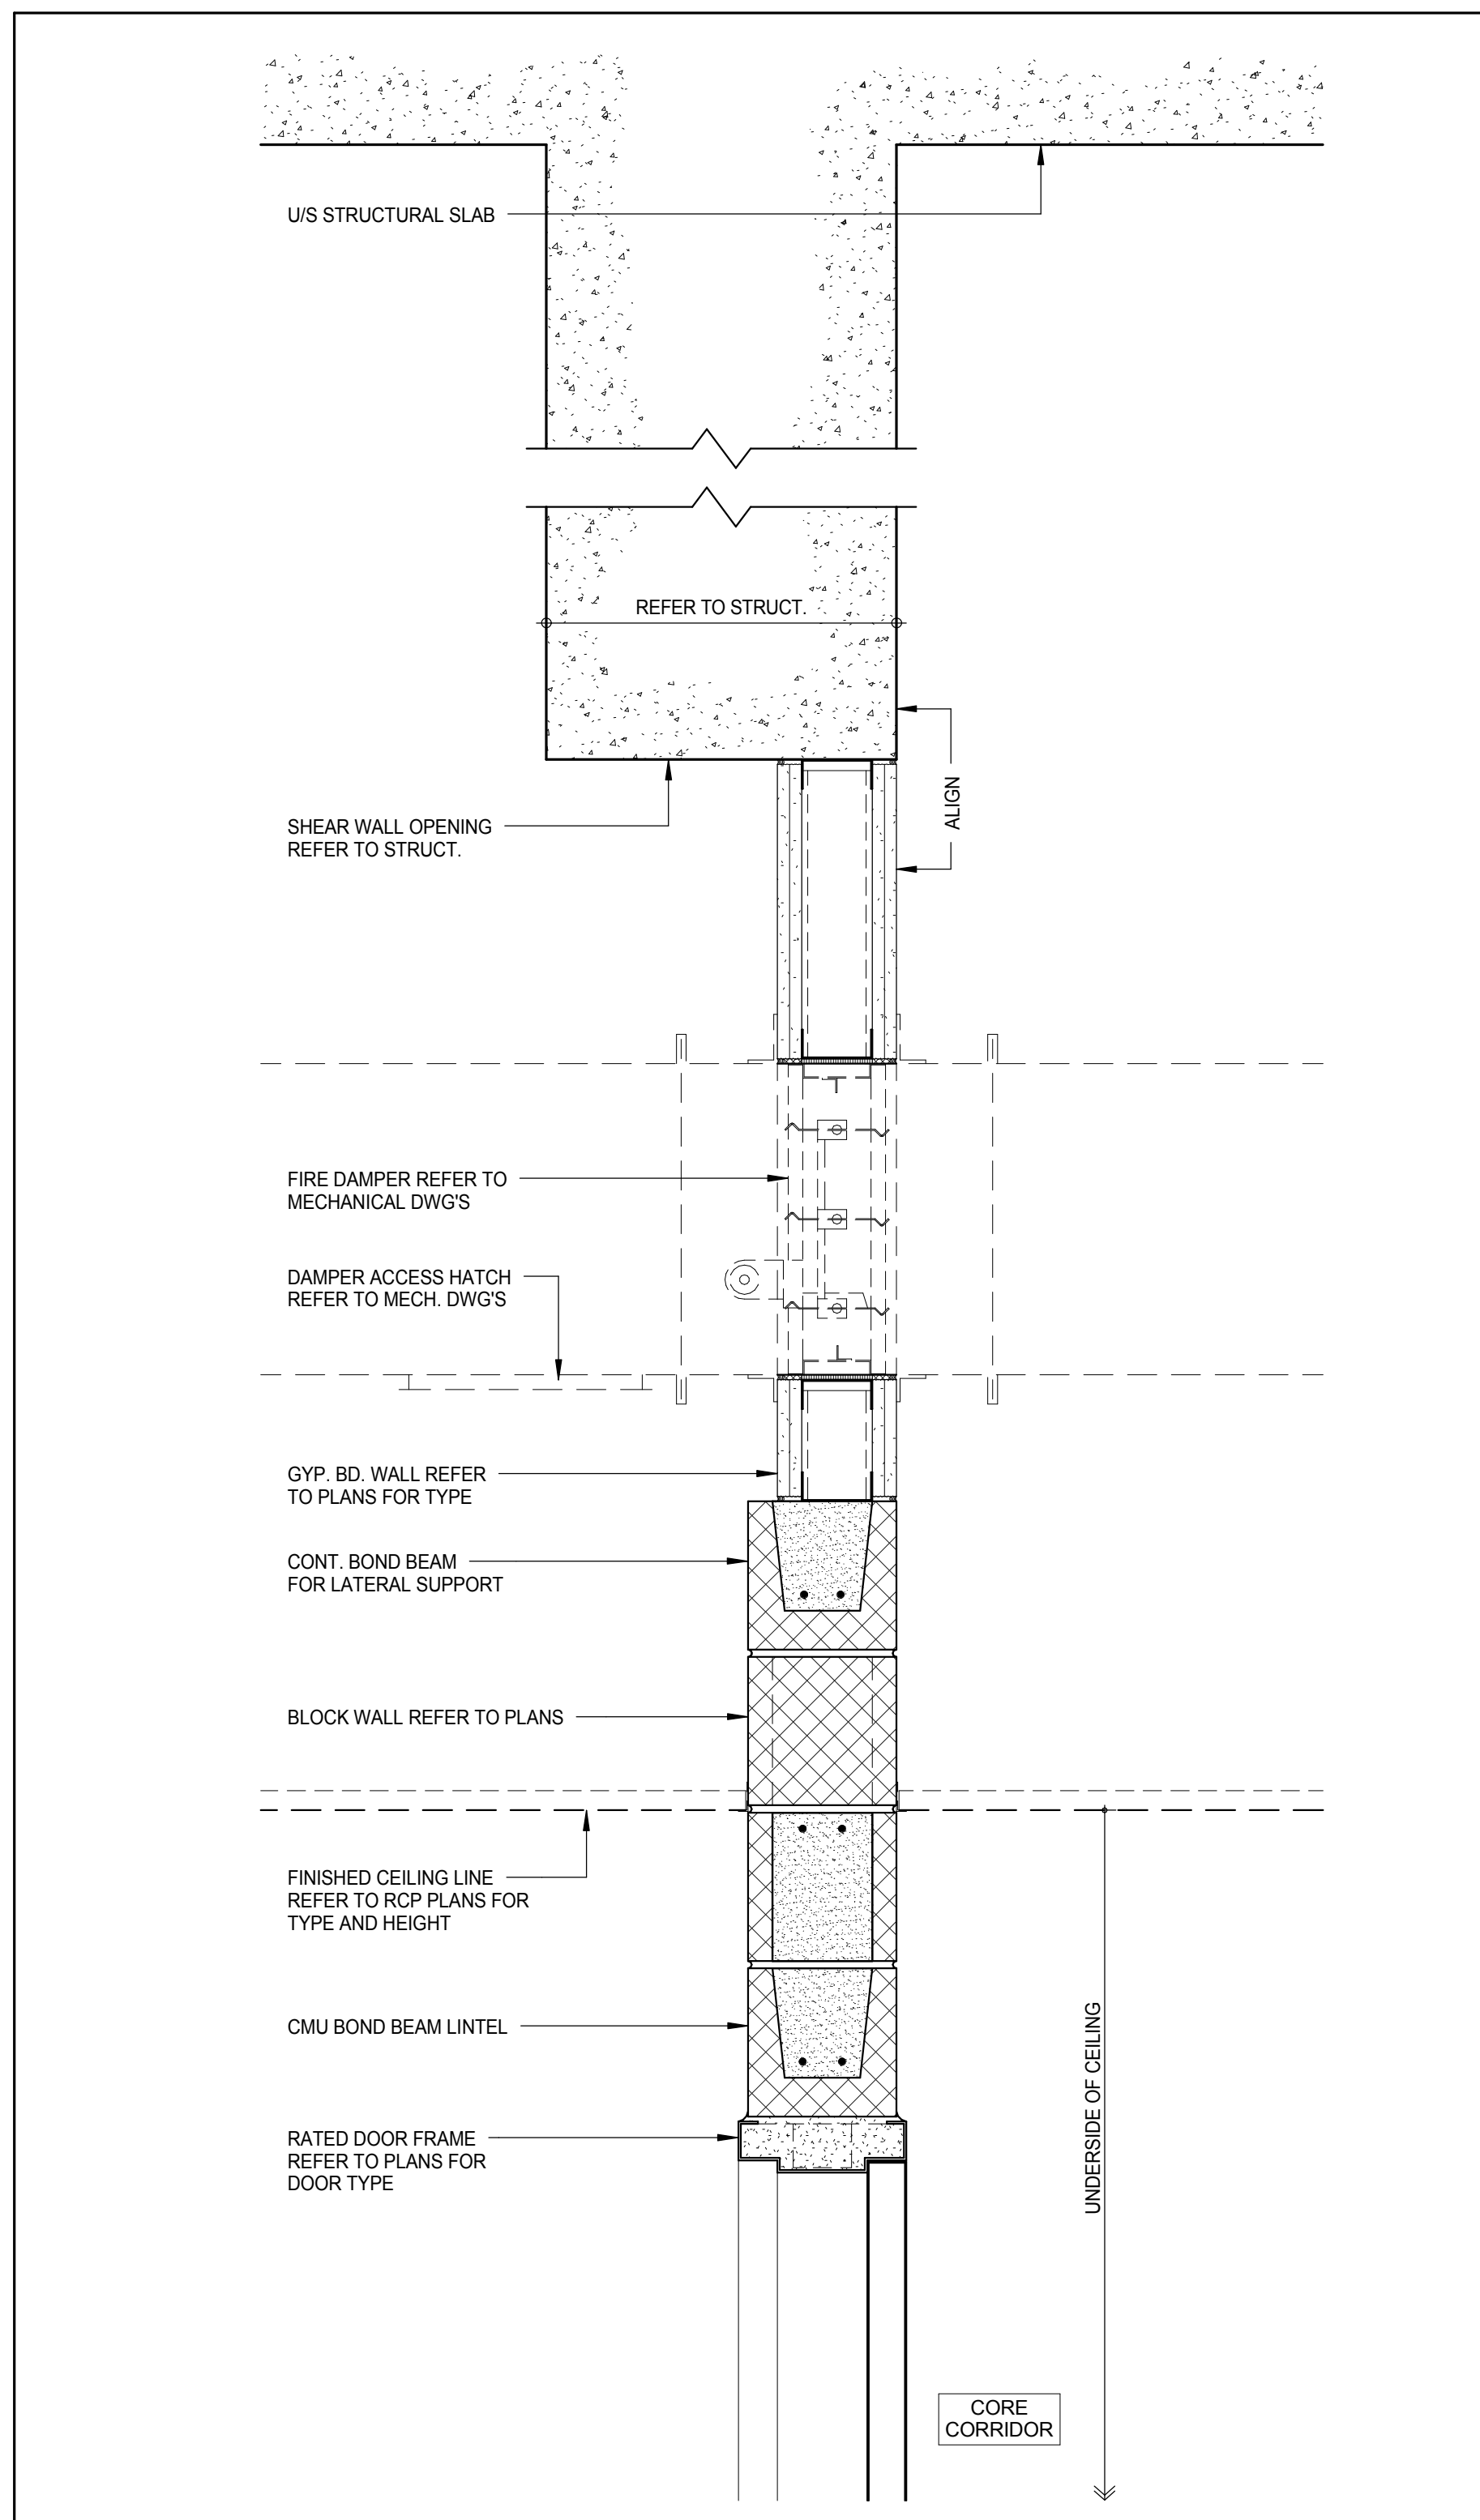 U/S STRUCTURAL SLAB
REFER TO STRUCT.
ALIGN
SHEAR WALL OPENING
REFER TO STRUCT.
FIRE DAMPER REFER TO
MECHANICAL DWG'S
DAMPER ACCESS HATCH
REFER TO MECH. DWG'S
GYP. BD. WALL REFER
TO PLANS FOR TYPE
CONT. BOND BEAM
FOR LATERAL SUPPORT
BLOCK WALL REFER TO PLANS
FINISHED CEILING LINE
REFER TO RCP PLANS FOR
TYPE AND HEIGHT
CMU BOND BEAM LINTEL
UNDERSIDE OF CEILING
RATED DOOR FRAME
REFER TO PLANS FOR
DOOR TYPE
CORE
CORRIDOR